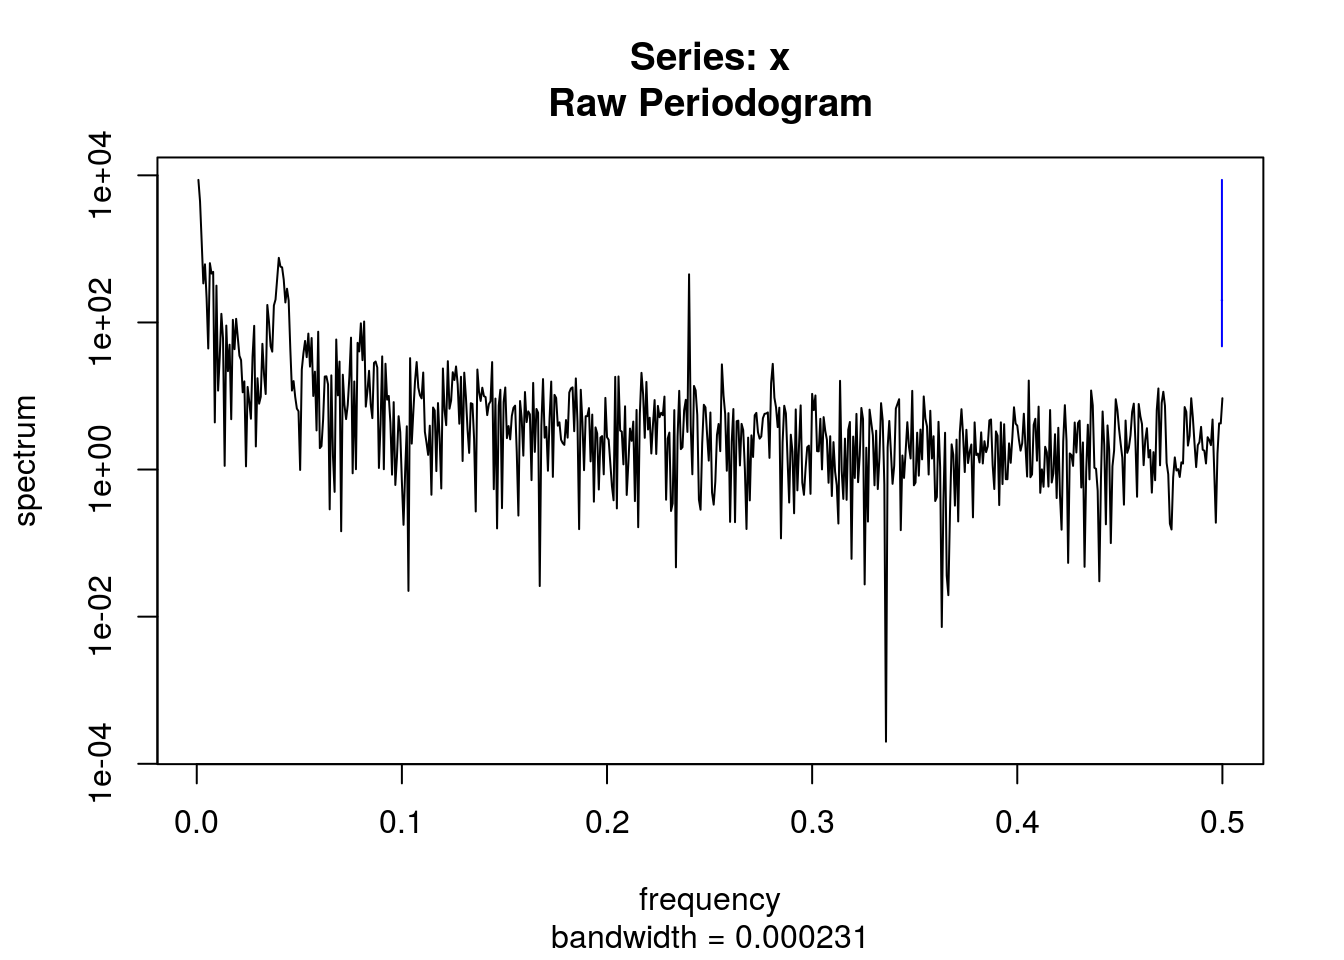 Series: x
Raw Periodogram
1e+04
1e+02
1e+00
1e-02
1e-04
spectrum
0.0 0.1 0.2 0.3 0.4 0.5
frequency
bandwidth = 0.000231